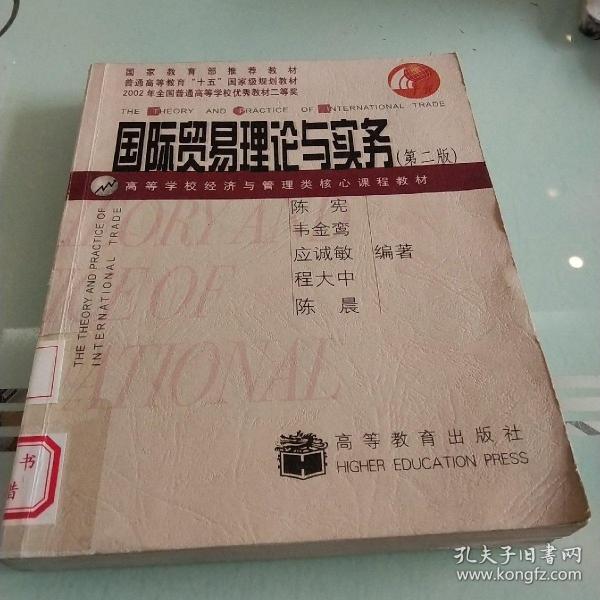 国家教育部推荐教材
普通高等教育“十五”国家级规划教材
2002年全国普通高等学校优秀教材二等奖
THE THEORY AND PRACTICE OF INTERNATIONAL TRADE
国际贸易理论与实务(第二版)
高等学校经济与管理类核心课程教材
陈宪
韦金鸾
应诚敏 编著
程大中
陈晨
THE THEORY AND PRACTICE OF
INTERNATIONAL TRADE
ORY A
E OF
NATIONAL
书
借
高等教育出版社
HIGHER EDUCATION PRESS
孔夫子旧书网
www.kongfz.com